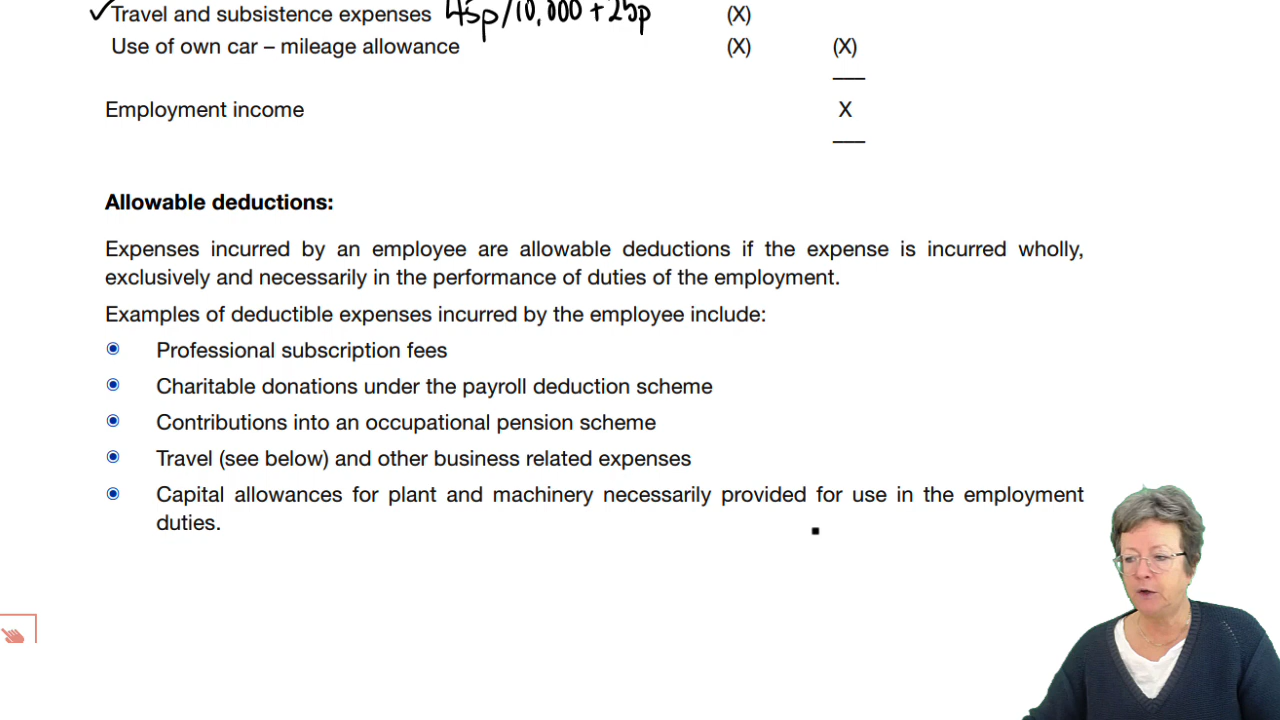 ✓Travel and subsistence expenses 45p/10,000 + 25p (X)
Use of own car – mileage allowance (X) (X)
Employment income X
Allowable deductions:
Expenses incurred by an employee are allowable deductions if the expense is incurred wholly,
exclusively and necessarily in the performance of duties of the employment.
Examples of deductible expenses incurred by the employee include:
Professional subscription fees
Charitable donations under the payroll deduction scheme
Contributions into an occupational pension scheme
Travel (see below) and other business related expenses
Capital allowances for plant and machinery necessarily provided for use in the employment
duties.